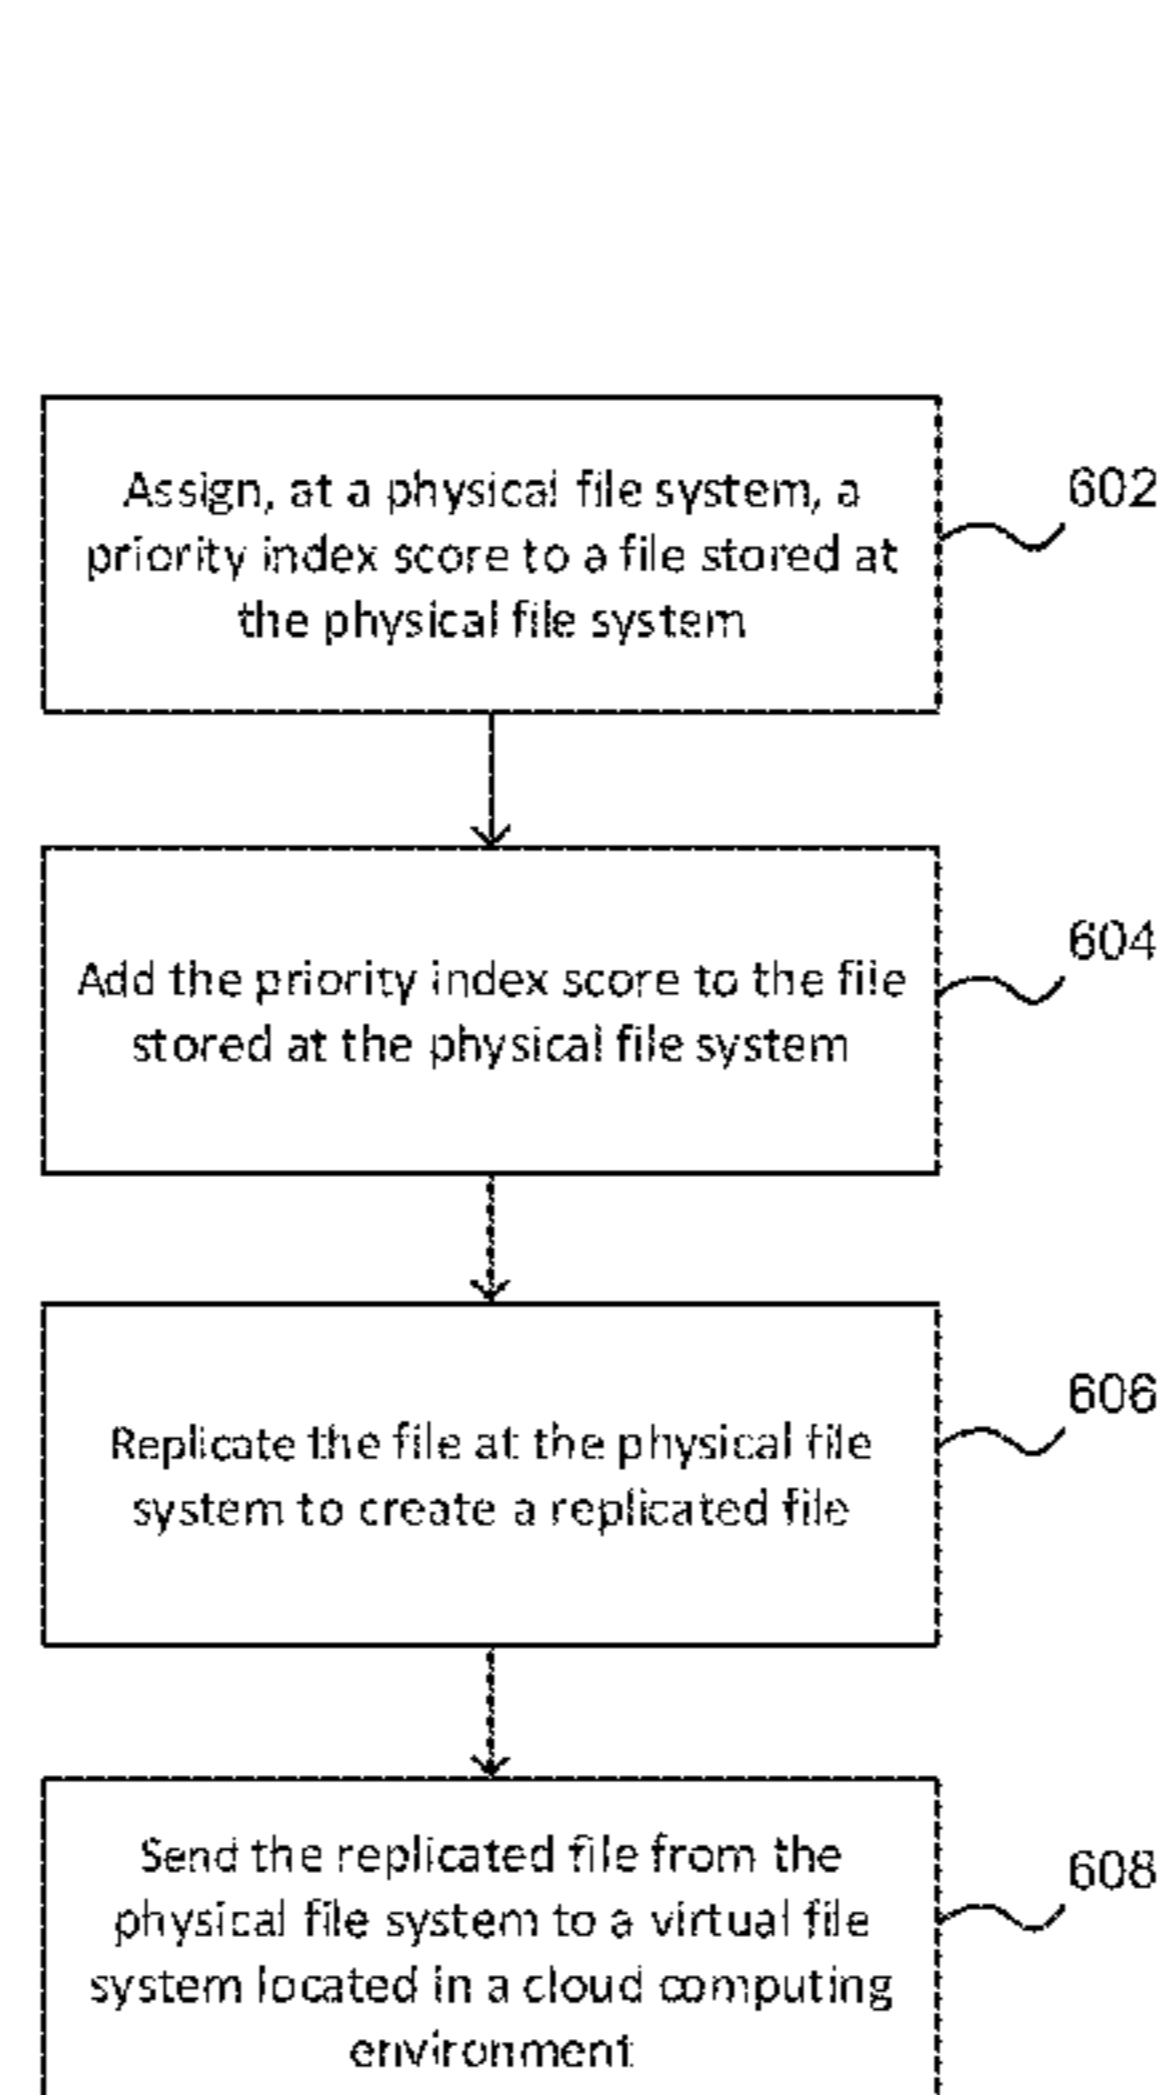 Assign, at a physical file system, a
priority index score to a file stored at
the physical file system
602
Add the priority index score to the file
stored at the physical file system
604
Replicate the file at the physical file
system to create a replicated file
606
Send the replicated file from the
physical file system to a virtual file
system located in a cloud computing
environment
608